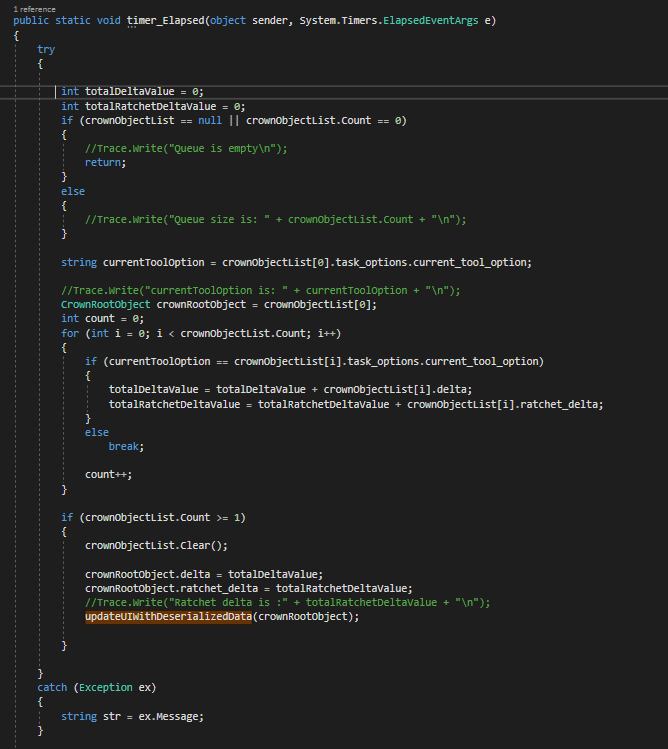 1 reference
public static void timer_Elapsed(object sender, System.Timers.ElapsedEventArgs e)
{
try
{
int totalDeltaValue = 0;
int totalRatchetDeltaValue = 0;
if (crownObjectList == null || crownObjectList.Count == 0)
{
//Trace.Write("Queue is empty\n");
return;
}
else
{
//Trace.Write("Queue size is: " + crownObjectList.Count + "\n");
}
string currentToolOption = crownObjectList[0].task_options.current_tool_option;
//Trace.Write("currentToolOption is: " + currentToolOption + "\n");
CrownRootObject crownRootObject = crownObjectList[0];
int count = 0;
for (int i = 0; i < crownObjectList.Count; i++)
{
if (currentToolOption == crownObjectList[i].task_options.current_tool_option)
{
totalDeltaValue = totalDeltaValue + crownObjectList[i].delta;
totalRatchetDeltaValue = totalRatchetDeltaValue + crownObjectList[i].ratchet_delta;
}
else
break;
count++;
}
if (crownObjectList.Count >= 1)
{
crownObjectList.Clear();
crownRootObject.delta = totalDeltaValue;
crownRootObject.ratchet_delta = totalRatchetDeltaValue;
//Trace.Write("Ratchet delta is :" + totalRatchetDeltaValue + "\n");
updateUIWithDeserializedData(crownRootObject);
}
}
catch (Exception ex)
{
string str = ex.Message;
}